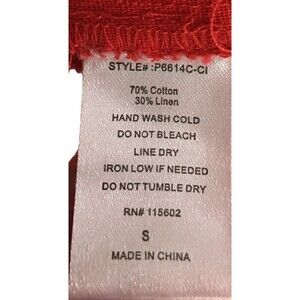 STYLE# :P6614C-CI
70% Cotton
30% Linen
HAND WASH COLD
DO NOT BLEACH
LINE DRY
IRON LOW IF NEEDED
DO NOT TUMBLE DRY
RN# 115602
S
MADE IN CHINA